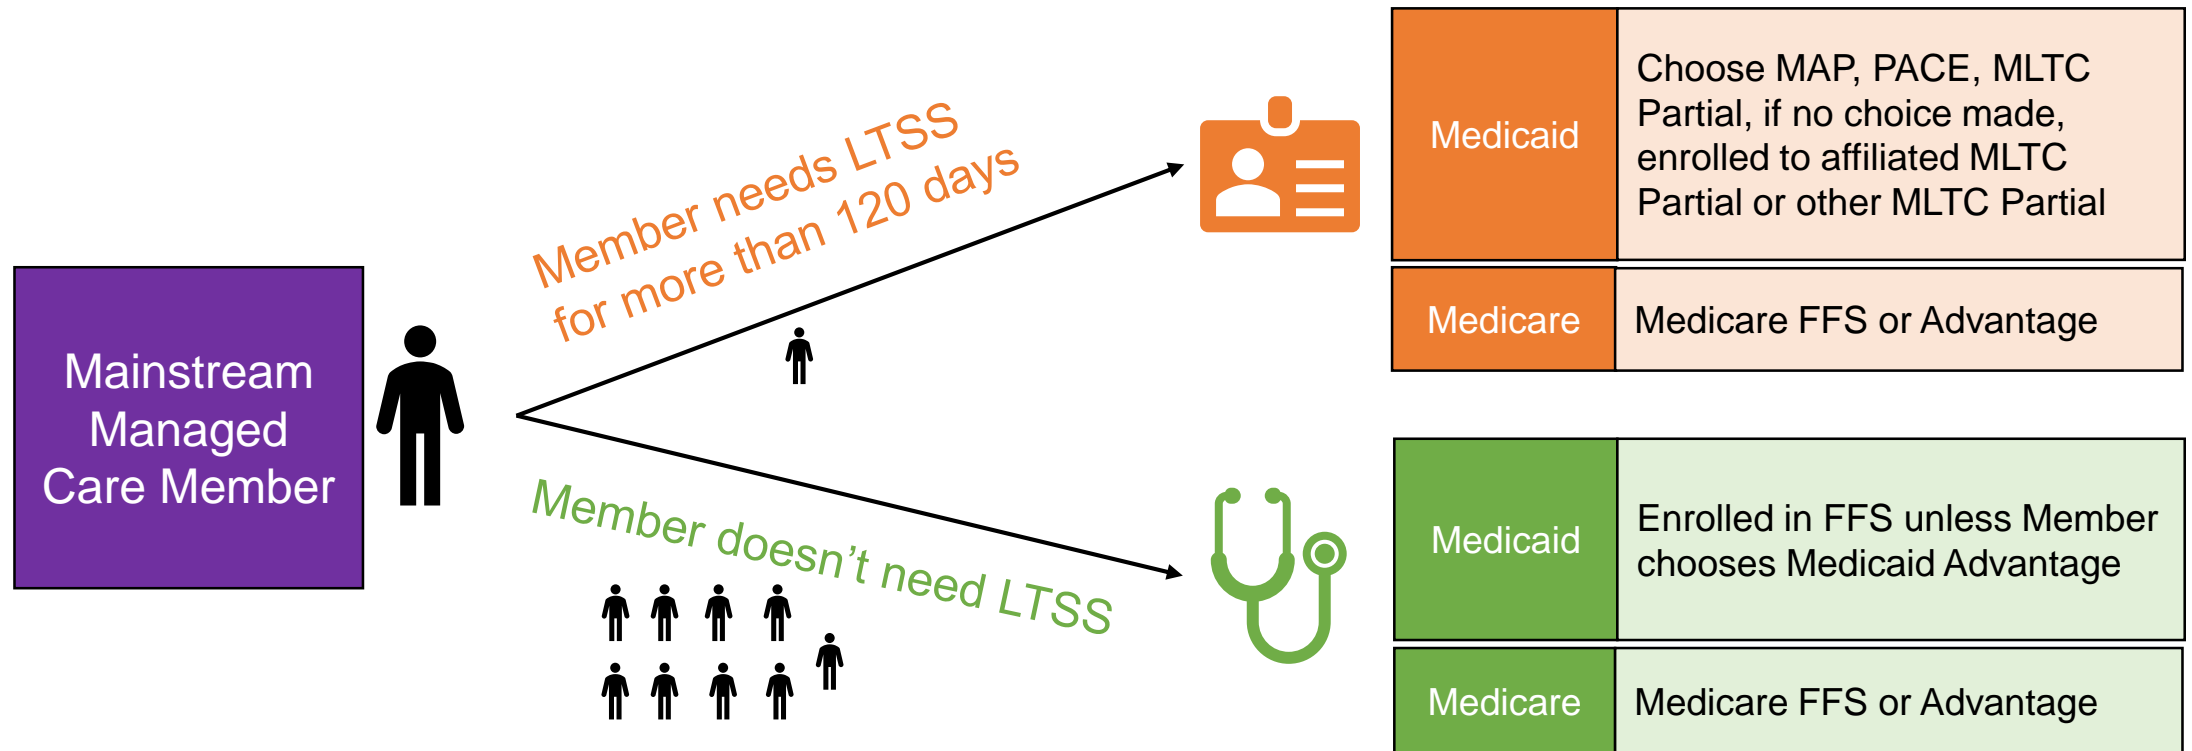 Mainstream
Managed
Care Member
Member needs LTSS
for more than 120 days
Medicaid
Choose MAP, PACE, MLTC
Partial, if no choice made,
enrolled to affiliated MLTC
Partial or other MLTC Partial
Medicare
Medicare FFS or Advantage
Member doesn’t need LTSS
Medicaid
Enrolled in FFS unless Member
chooses Medicaid Advantage
Medicare
Medicare FFS or Advantage